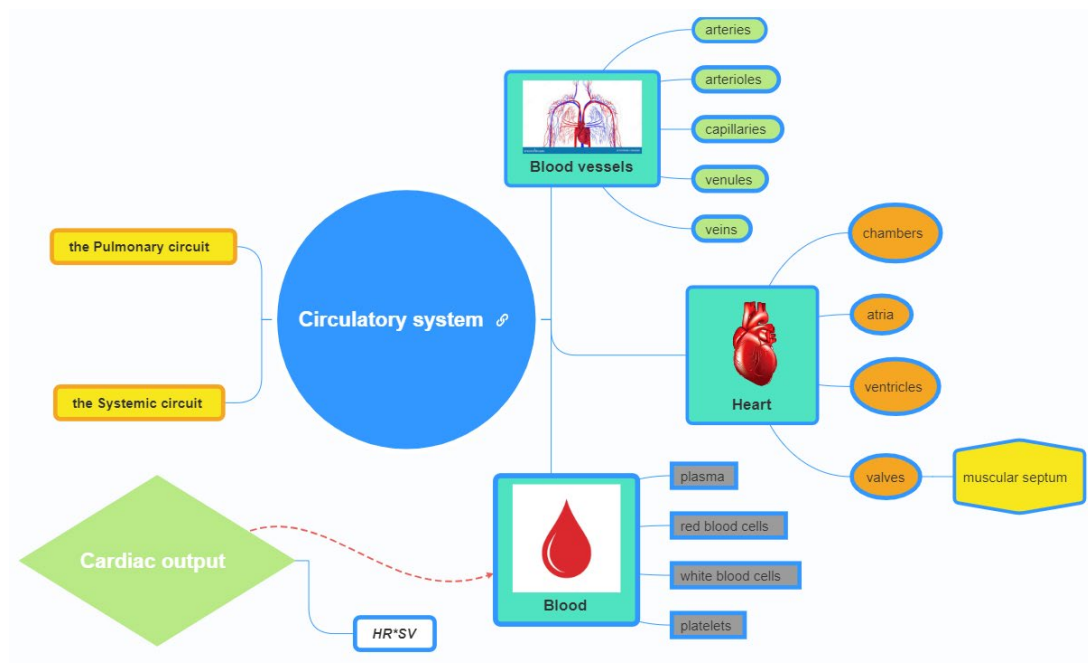 arteries
arterioles
capillaries
venules
veins
Blood vessels
the Pulmonary circuit
the Systemic circuit
Circulatory system
chambers
atria
ventricles
valves
muscular septum
Heart
plasma
red blood cells
white blood cells
platelets
Blood
Cardiac output
HR*SV